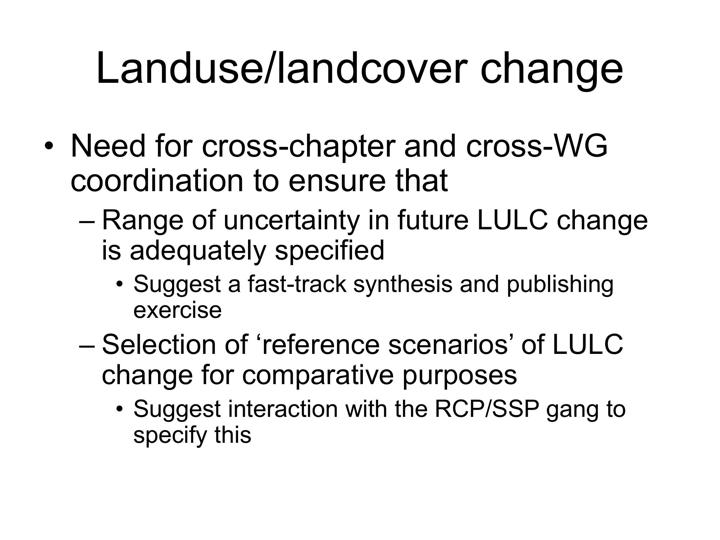 Landuse/landcover change
• Need for cross-chapter and cross-WG
coordination to ensure that
– Range of uncertainty in future LULC change
is adequately specified
• Suggest a fast-track synthesis and publishing
exercise
– Selection of ‘reference scenarios’ of LULC
change for comparative purposes
• Suggest interaction with the RCP/SSP gang to
specify this